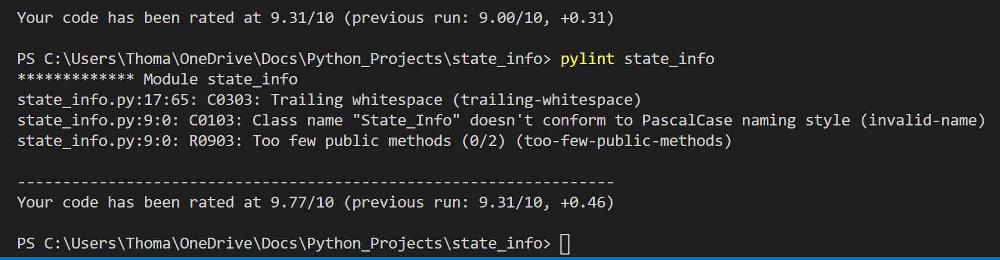 Your code has been rated at 9.31/10 (previous run: 9.00/10, +0.31)
PS C:\Users\Thoma\OneDrive\Docs\Python_Projects\state_info> pylint state_info
************* Module state_info
state_info.py:17:65: C0303: Trailing whitespace (trailing-whitespace)
state_info.py:9:0: C0103: Class name "State_Info" doesn't conform to PascalCase naming style (invalid-name)
state_info.py:9:0: R0903: Too few public methods (0/2) (too-few-public-methods)
------------------------------------------------------------------
Your code has been rated at 9.77/10 (previous run: 9.31/10, +0.46)
PS C:\Users\Thoma\OneDrive\Docs\Python_Projects\state_info>